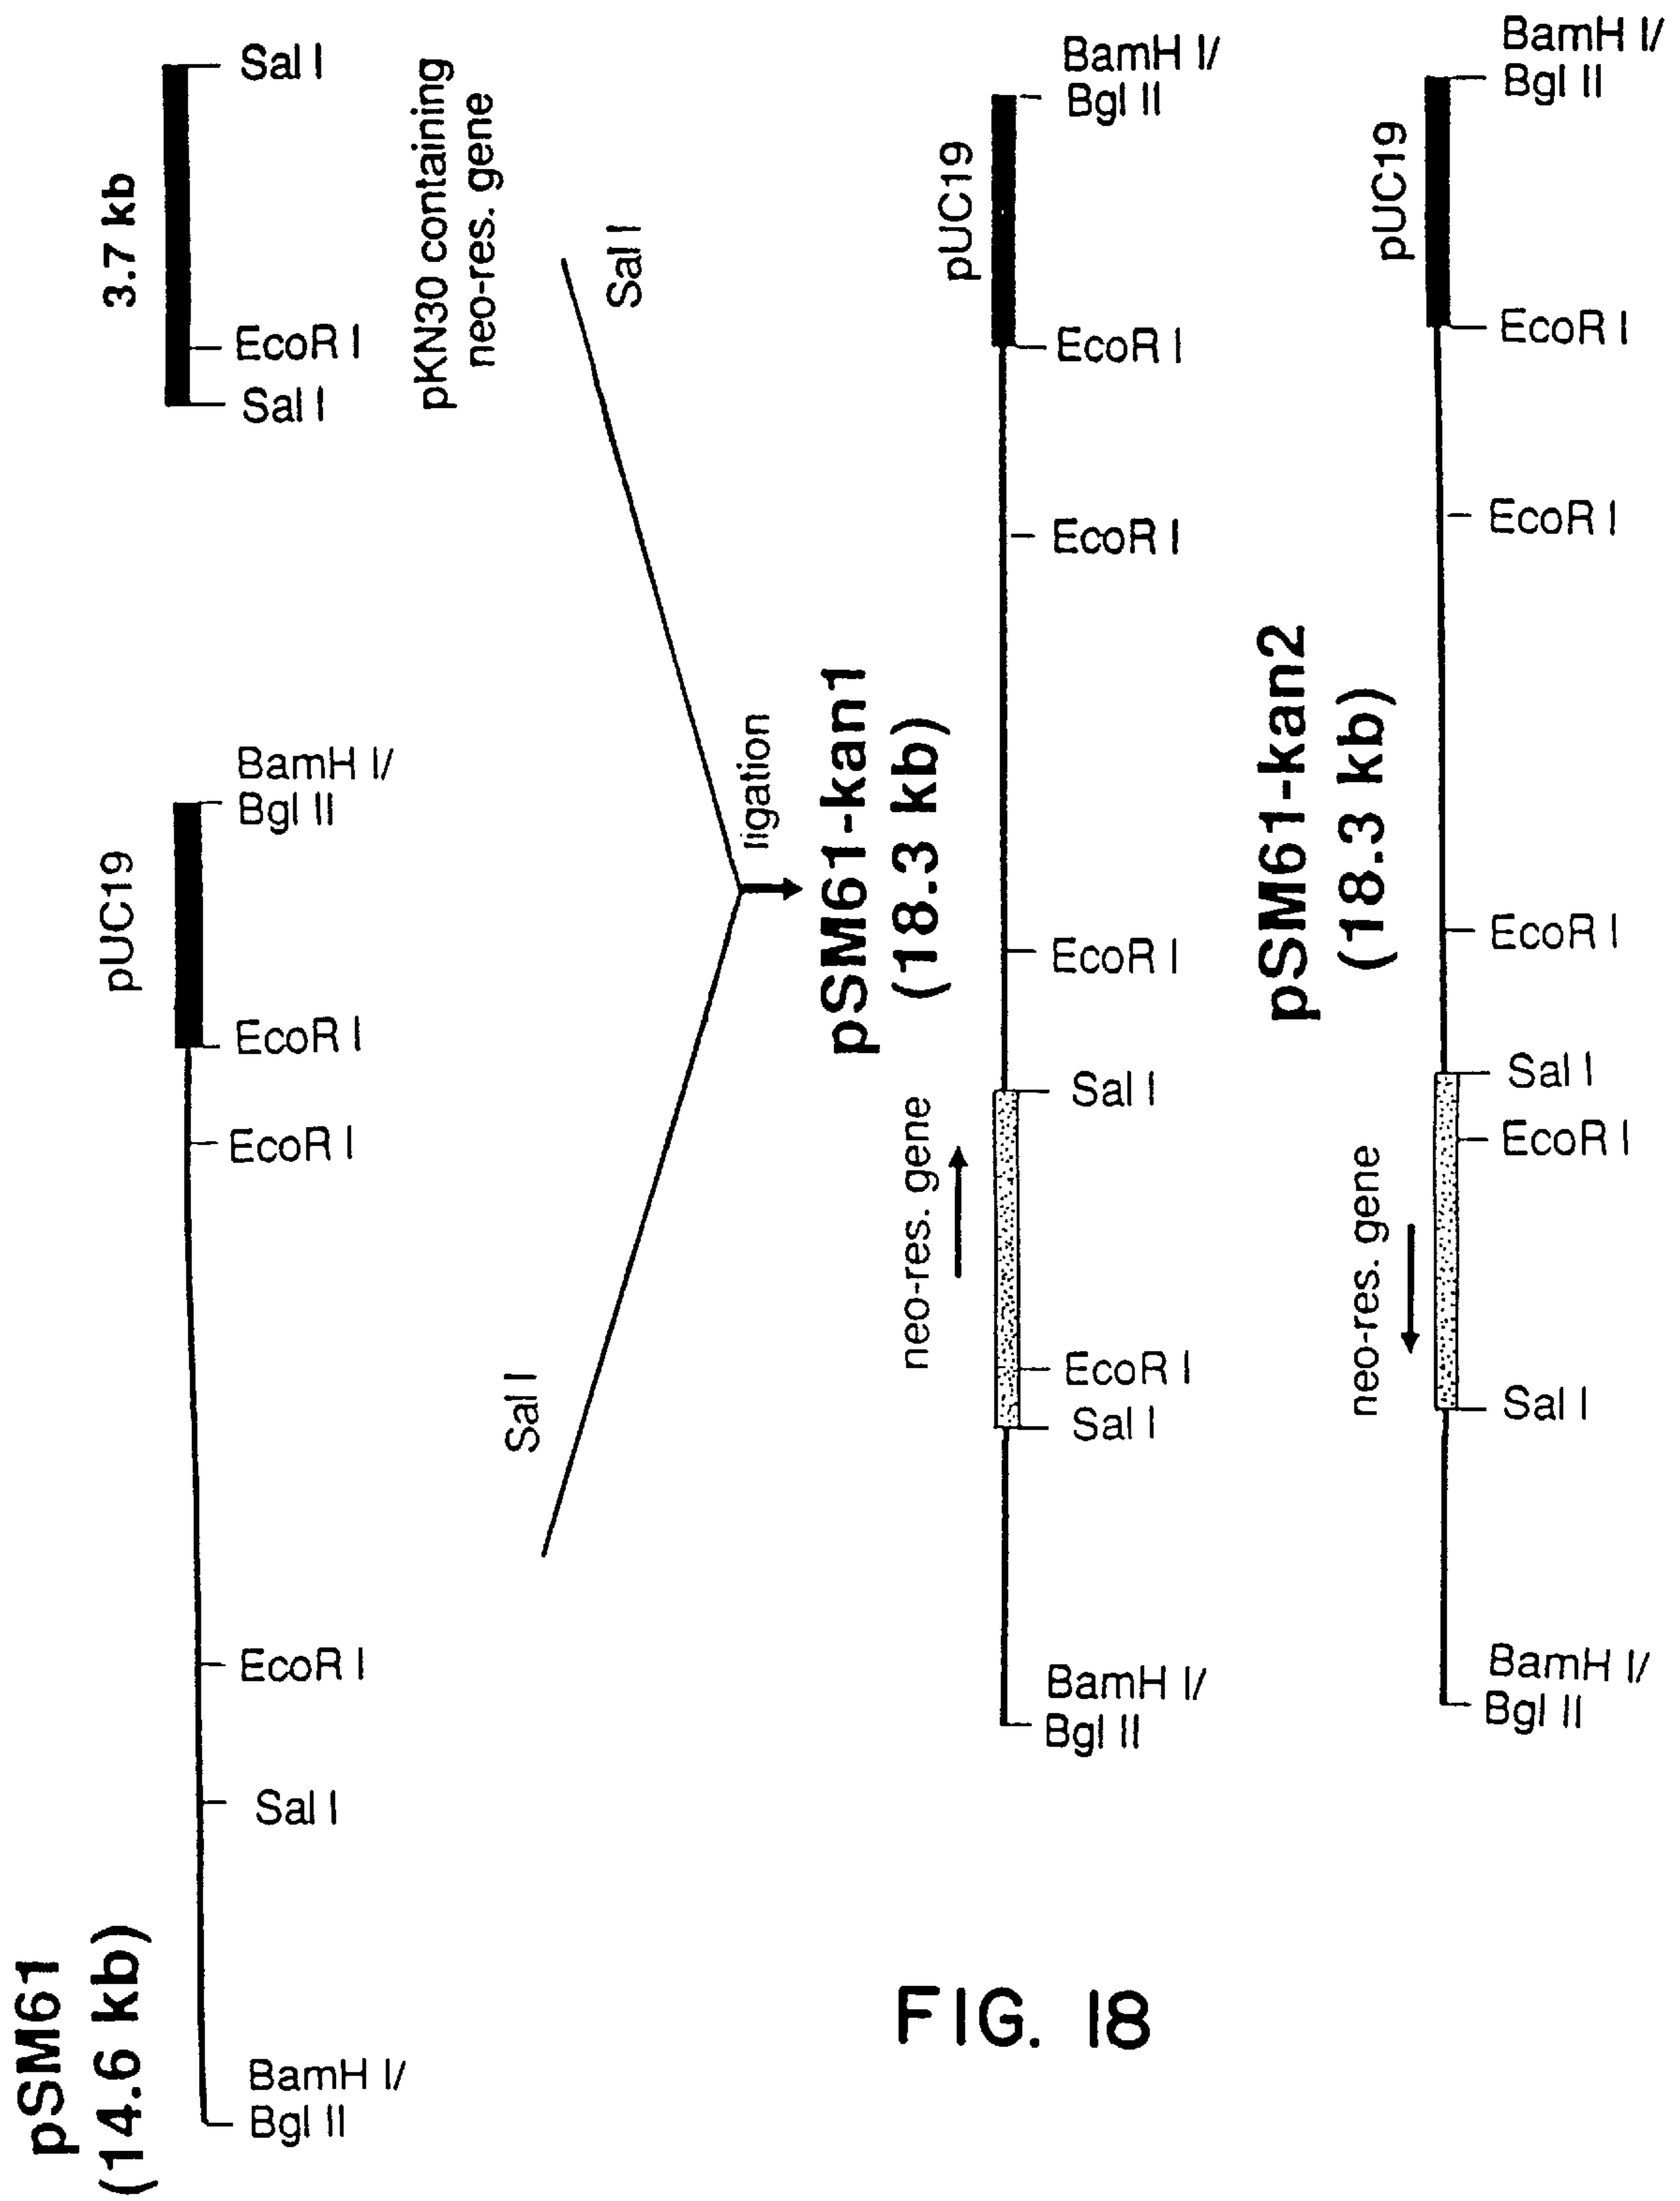 pSM61
(14.6 kb)
BamH I/
Bgl II
Sal I
EcoR I
EcoR I
EcoR I
pUC19
BamH I/
Bgl II
3.7 kb
Sal I
EcoR I
Sal I
pKN30 containing
neo-res. gene
Sal I
Sal I
ligation
pSM61-kan1
(18.3 kb)
BamH I/
Bgl II
Sal I
EcoR I
neo-res. gene
Sal I
EcoR I
EcoR I
EcoR I
pUC19
BamH I/
Bgl II
pSM61-kan2
(18.3 kb)
BamH I/
Bgl II
Sal I
neo-res. gene
EcoR I
Sal I
EcoR I
EcoR I
EcoR I
pUC19
BamH I/
Bgl II
FIG. 18